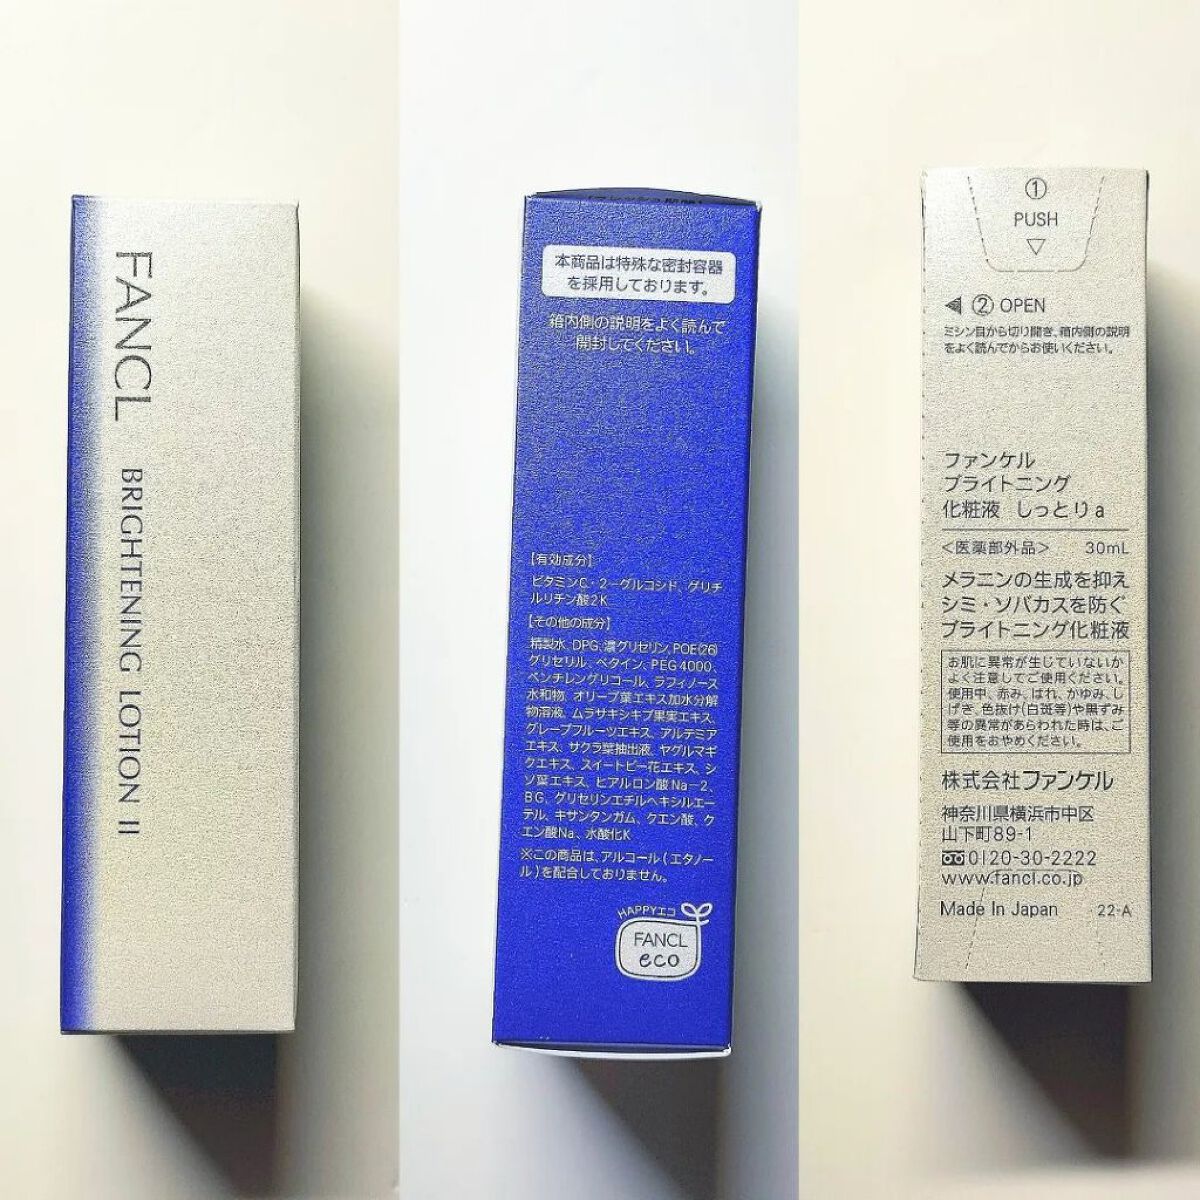 FANCL BRIGHTENING LOTION II
本商品は特殊な密封容器
を採用しております。
箱内側の説明をよく読んで
開封してください。
【有効成分】
ビタミンC・2-グルコシド、グリチ
ルリチン酸2K
【その他の成分】
精製水、DPG、濃グリセリン、POE(26)
グリセリル、ベタイン、PEG4000、
ペンチレングリコール、ラフィノース
水和物、オリーブ葉エキス加水分解
物溶液、ムラサキシキブ果実エキス、
グレープフルーツエキス、アルテミア
エキス、サクラ葉抽出液、ヤグルマギ
クエキス、スイートピー花エキス、シ
ソ葉エキス、ヒアルロン酸Na-2、
BG、グリセリンエチルヘキシルエー
テル、キサンタンガム、クエン酸、ク
エン酸Na、水酸化K
※この商品は、アルコール(エタノー
ル)を配合しておりません。
HAPPYエコ
FANCL
eco
①
PUSH
▽
◀ ② OPEN
ミシン目から切り開き、箱内側の説明
をよく読んでからお使いください。
ファンケル
ブライトニング
化粧液 しっとりa
<医薬部外品> 30mL
メラニンの生成を抑え
シミ・ソバカスを防ぐ
ブライトニング化粧液
お肌に異常が生じていないか
よく注意してご使用ください。
使用中、赤み、はれ、かゆみ、し
げき、色抜け(白斑等)や黒ずみ
等の異常があらわれた時は、ご
使用をおやめください。
株式会社ファンケル
神奈川県横浜市中区
山下町89-1
0120-30-2222
www.fancl.co.jp
Made In Japan 22-A